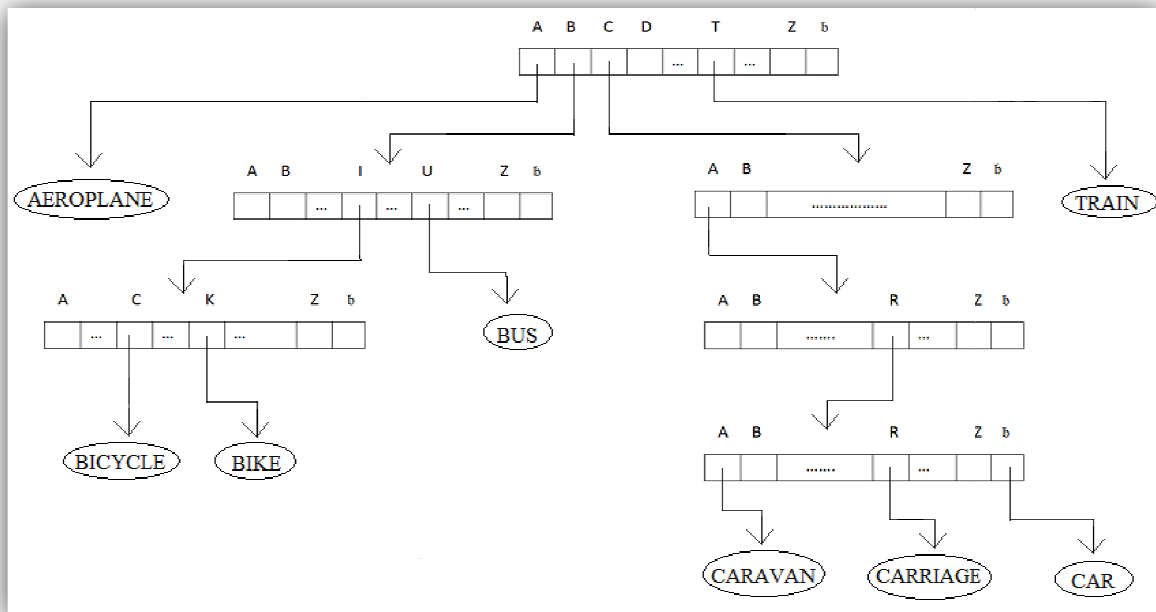 A B C D T Z b
... ...
A B I U Z b
A B Z b
AEROPLANE
... ... ...
..................
TRAIN
A C K Z b
A B R Z b
... ... ...
BUS
....... ...
A B R Z b
BICYCLE
BIKE
....... ...
CARAVAN
CARRIAGE
CAR